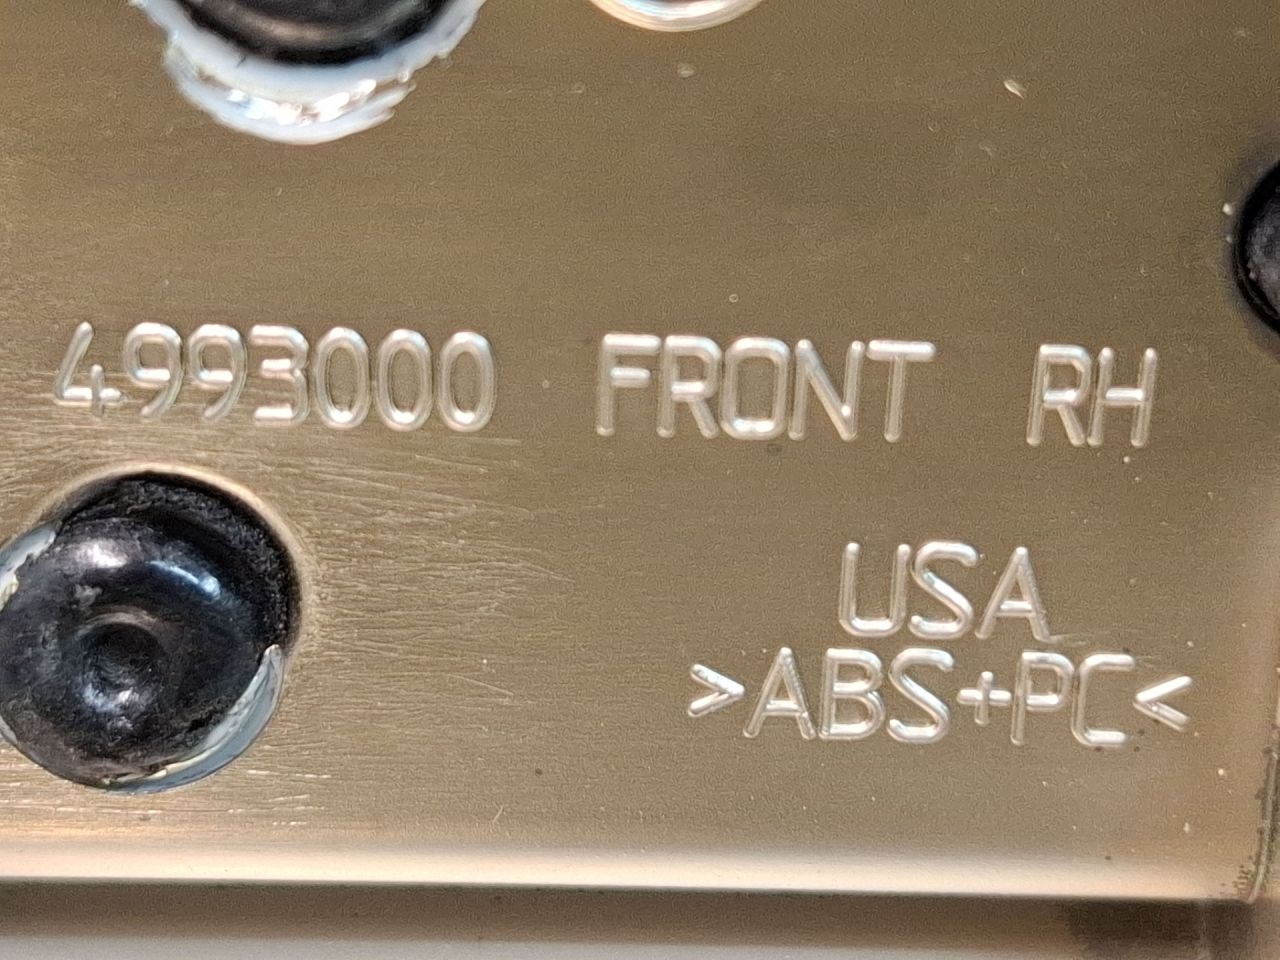 4993000 FRONT RH
USA
>ABS+PC<